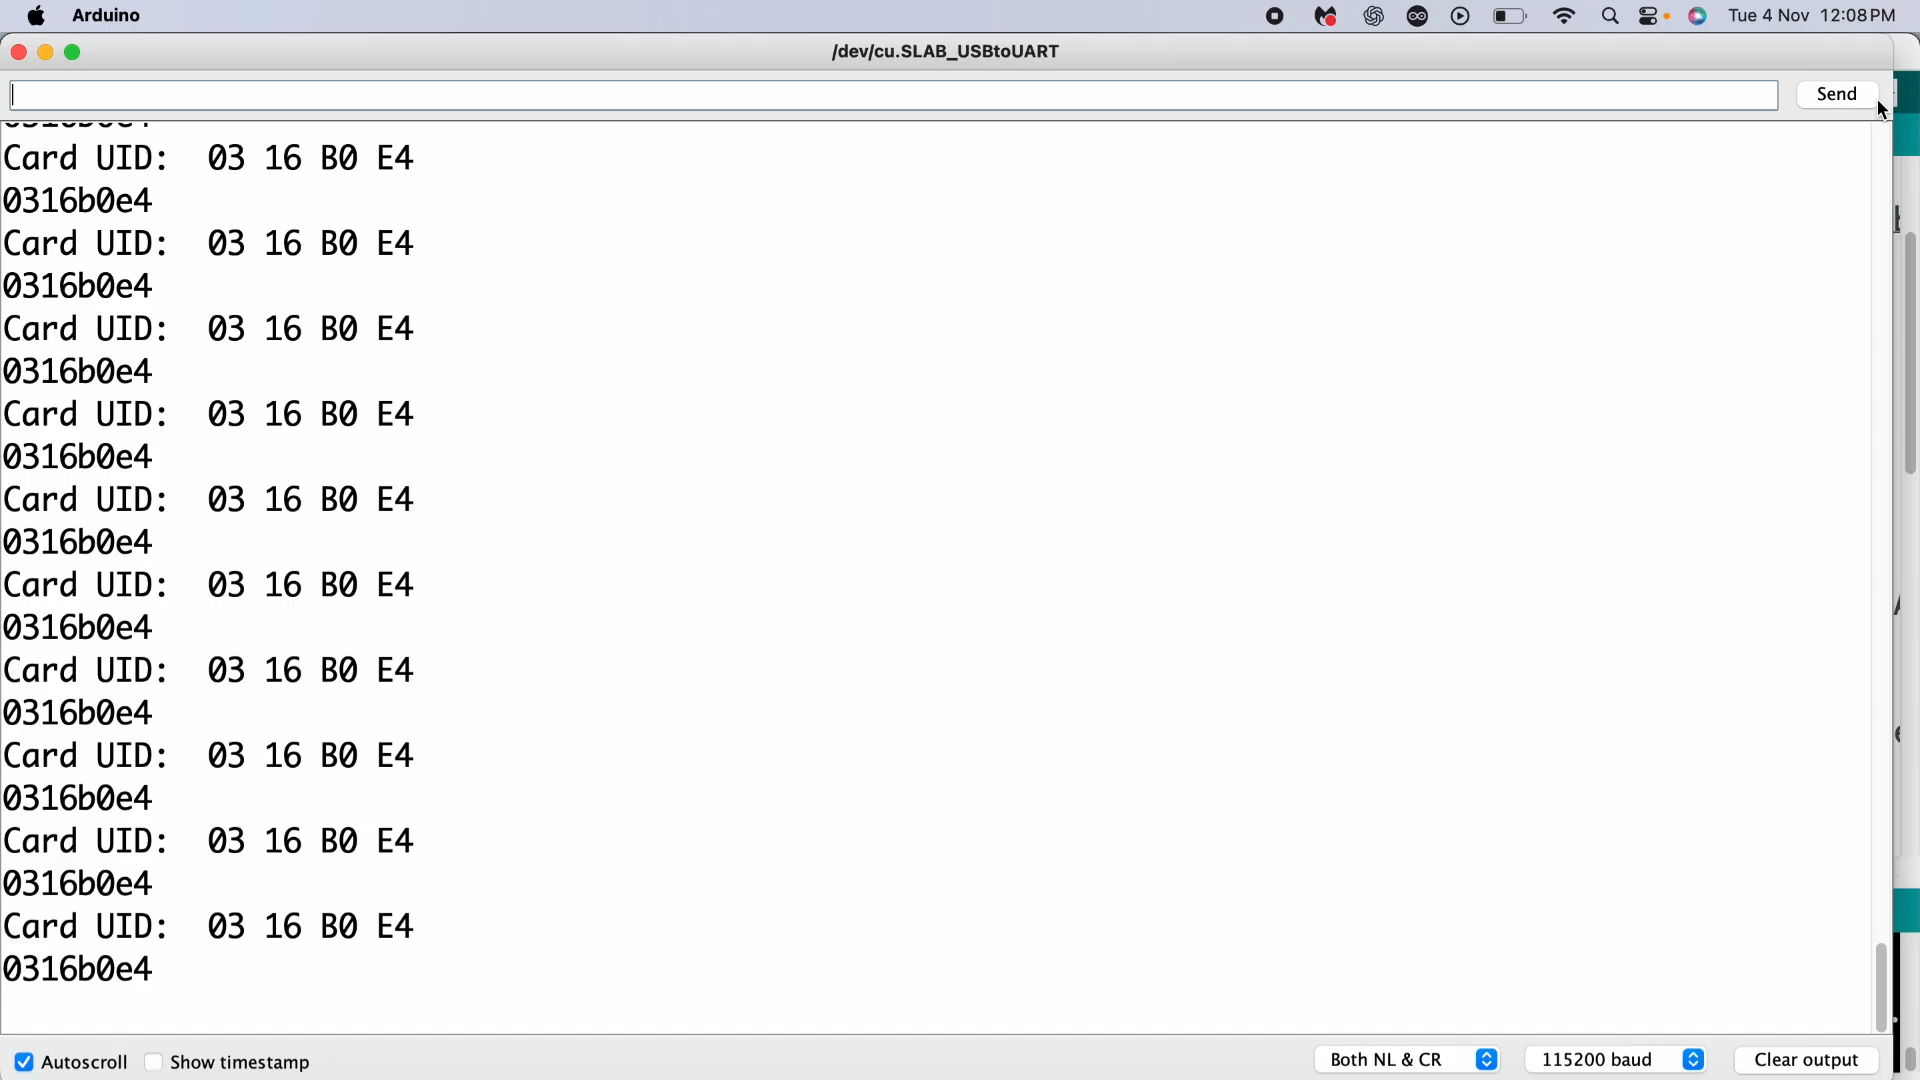 Arduino
Tue 4 Nov 12:08 PM
/dev/cu.SLAB_USBtoUART
Send
0316b0e4
Card UID:  03 16 B0 E4
0316b0e4
Card UID:  03 16 B0 E4
0316b0e4
Card UID:  03 16 B0 E4
0316b0e4
Card UID:  03 16 B0 E4
0316b0e4
Card UID:  03 16 B0 E4
0316b0e4
Card UID:  03 16 B0 E4
0316b0e4
Card UID:  03 16 B0 E4
0316b0e4
Card UID:  03 16 B0 E4
0316b0e4
Card UID:  03 16 B0 E4
0316b0e4
Card UID:  03 16 B0 E4
0316b0e4
Autoscroll
Show timestamp
Both NL & CR
115200 baud
Clear output